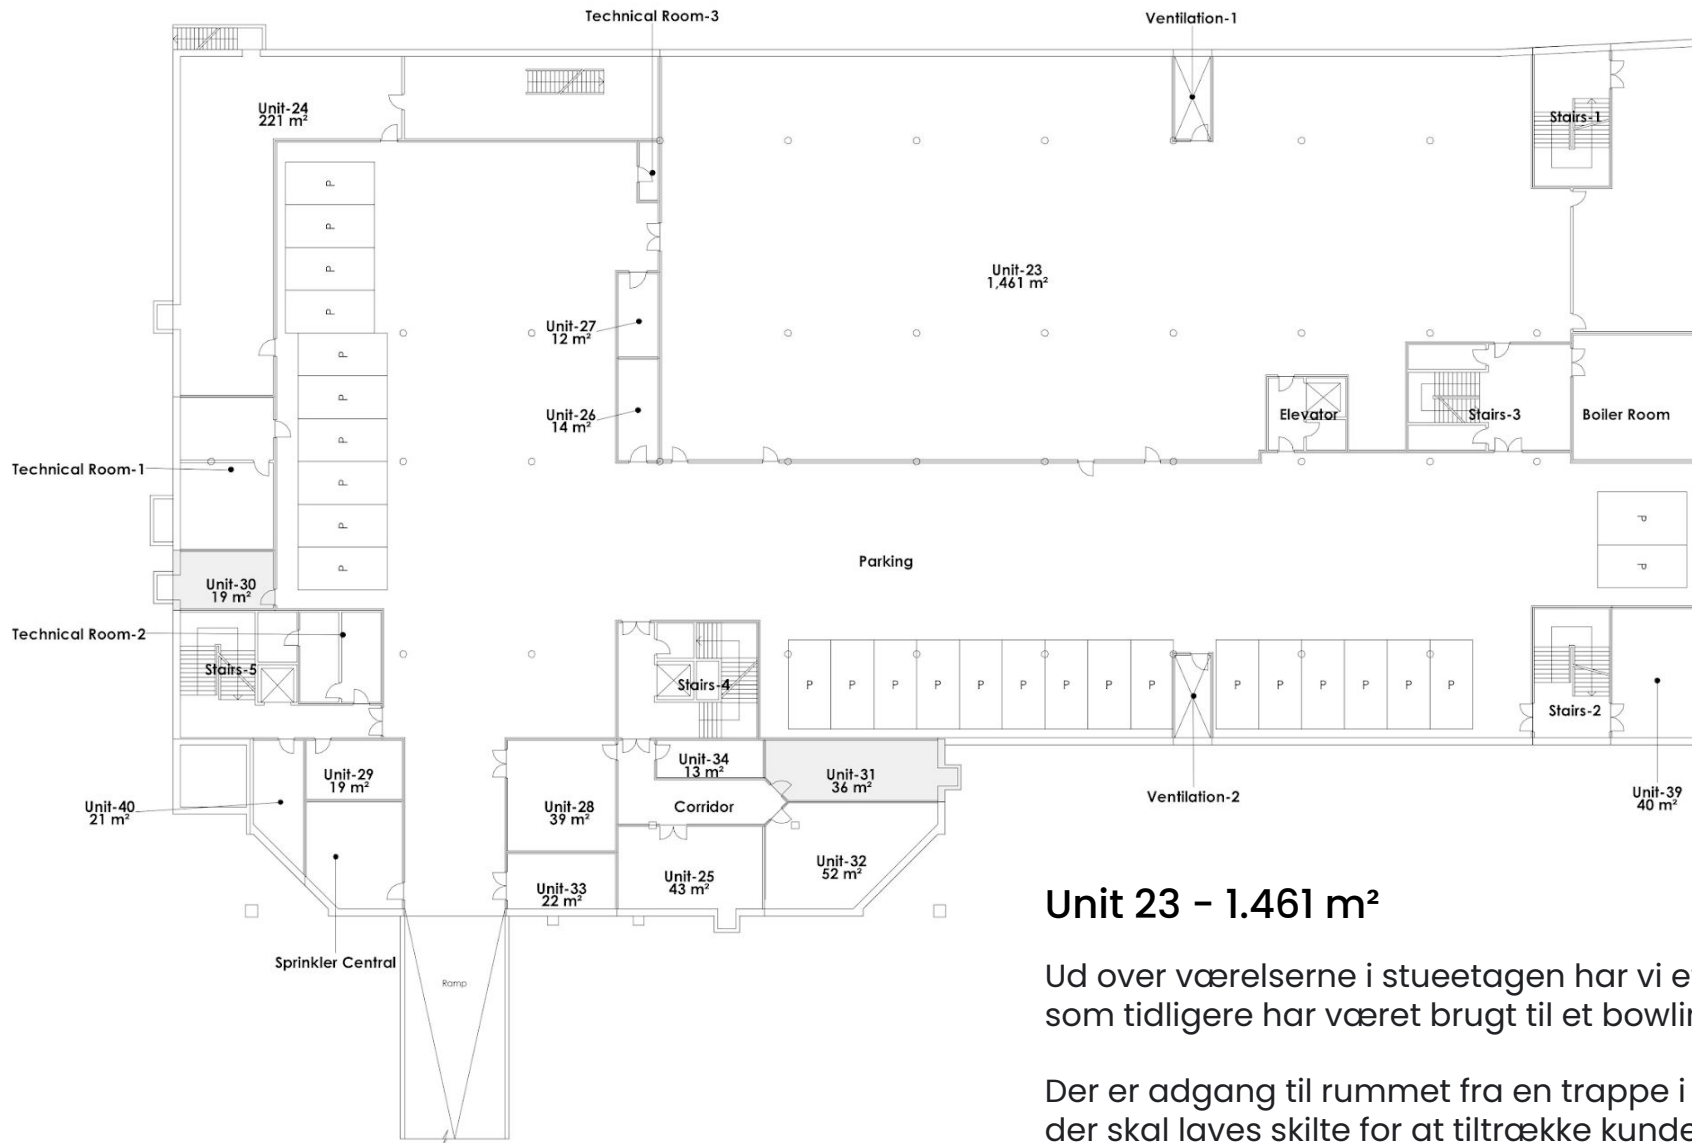 Technical Room-3
Ventilation-1
Unit-24
221 m²
Stairs-1
P
P
P
P
Unit-23
1,461 m²
Unit-27
12 m²
P
P
P
P
P
P
Unit-26
14 m²
Elevator
Stairs-3
Boiler Room
Technical Room-1
P
P
Parking
Unit-30
19 m²
Technical Room-2
Stairs-5
Stairs-4
P P P P P P P P P
P P P P P P
Stairs-2
Unit-34
13 m²
Unit-29
19 m²
Unit-31
36 m²
Unit-40
21 m²
Unit-28
39 m²
Corridor
Ventilation-2
Unit-39
40 m²
Unit-32
52 m²
Unit-25
43 m²
Unit-33
22 m²
Sprinkler Central
Ramp
Unit 23 - 1.461 m²
Ud over værelserne i stueetagen har vi
som tidligere har været brugt til et
Der er adgang til rummet fra en trappe i
der skal laves skilte for at tiltrække